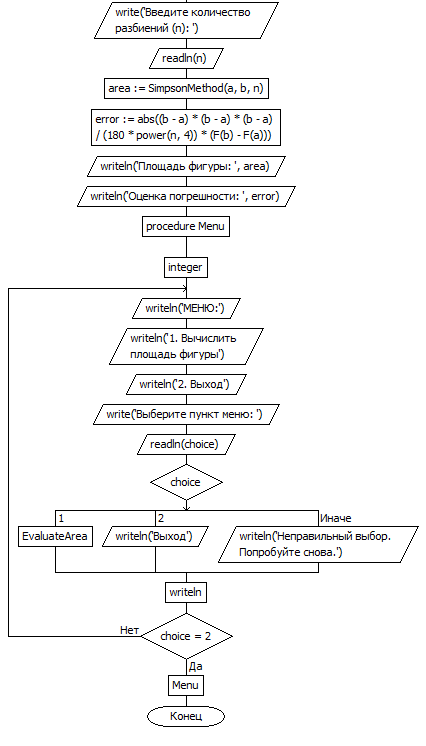 write('Введите количество
разбиений (n): ')
readln(n)
area := SimpsonMethod(a, b, n)
error := abs((b - a) * (b - a) * (b - a)
/ (180 * power(n, 4)) * (F(b) - F(a)))
writeln('Площадь фигуры: ', area)
writeln('Оценка погрешности: ', error)
procedure Menu
integer
writeln('МЕНЮ:')
writeln('1. Вычислить
площадь фигуры')
writeln('2. Выход')
write('Выберите пункт меню: ')
readln(choice)
choice
1 2 Иначе
EvaluateArea writeln('Выход') writeln('Неправильный выбор.
Попробуйте снова.')
writeln
Нет choice = 2
Да
Menu
Конец